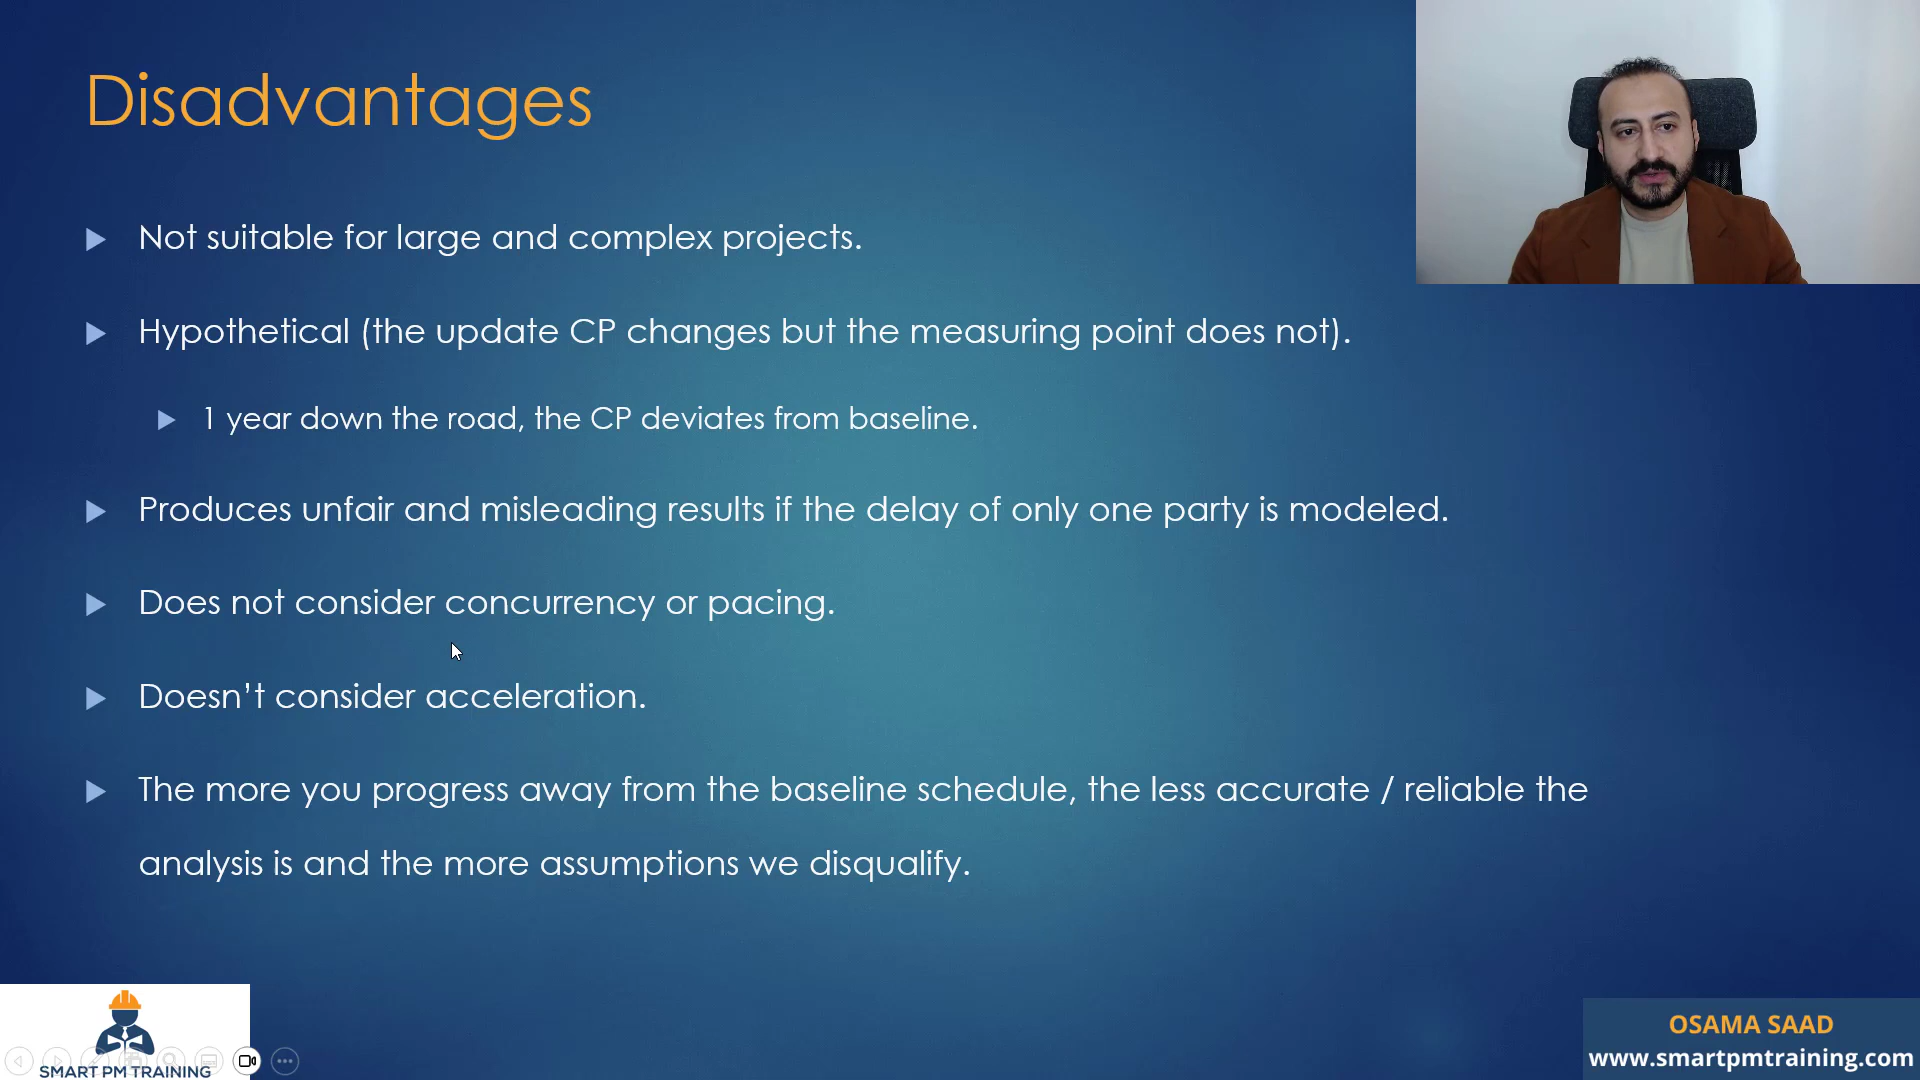 Disadvantages
Not suitable for large and complex projects.
Hypothetical (the update CP changes but the measuring point does not).
1 year down the road, the CP deviates from baseline.
Produces unfair and misleading results if the delay of only one party is modeled.
Does not consider concurrency or pacing.
Doesn't consider acceleration.
The more you progress away from the baseline schedule, the less accurate / reliable the
analysis is and the more assumptions we disqualify.
SMART PM TRAINING
OSAMA SAAD
www.smartpmtraining.com